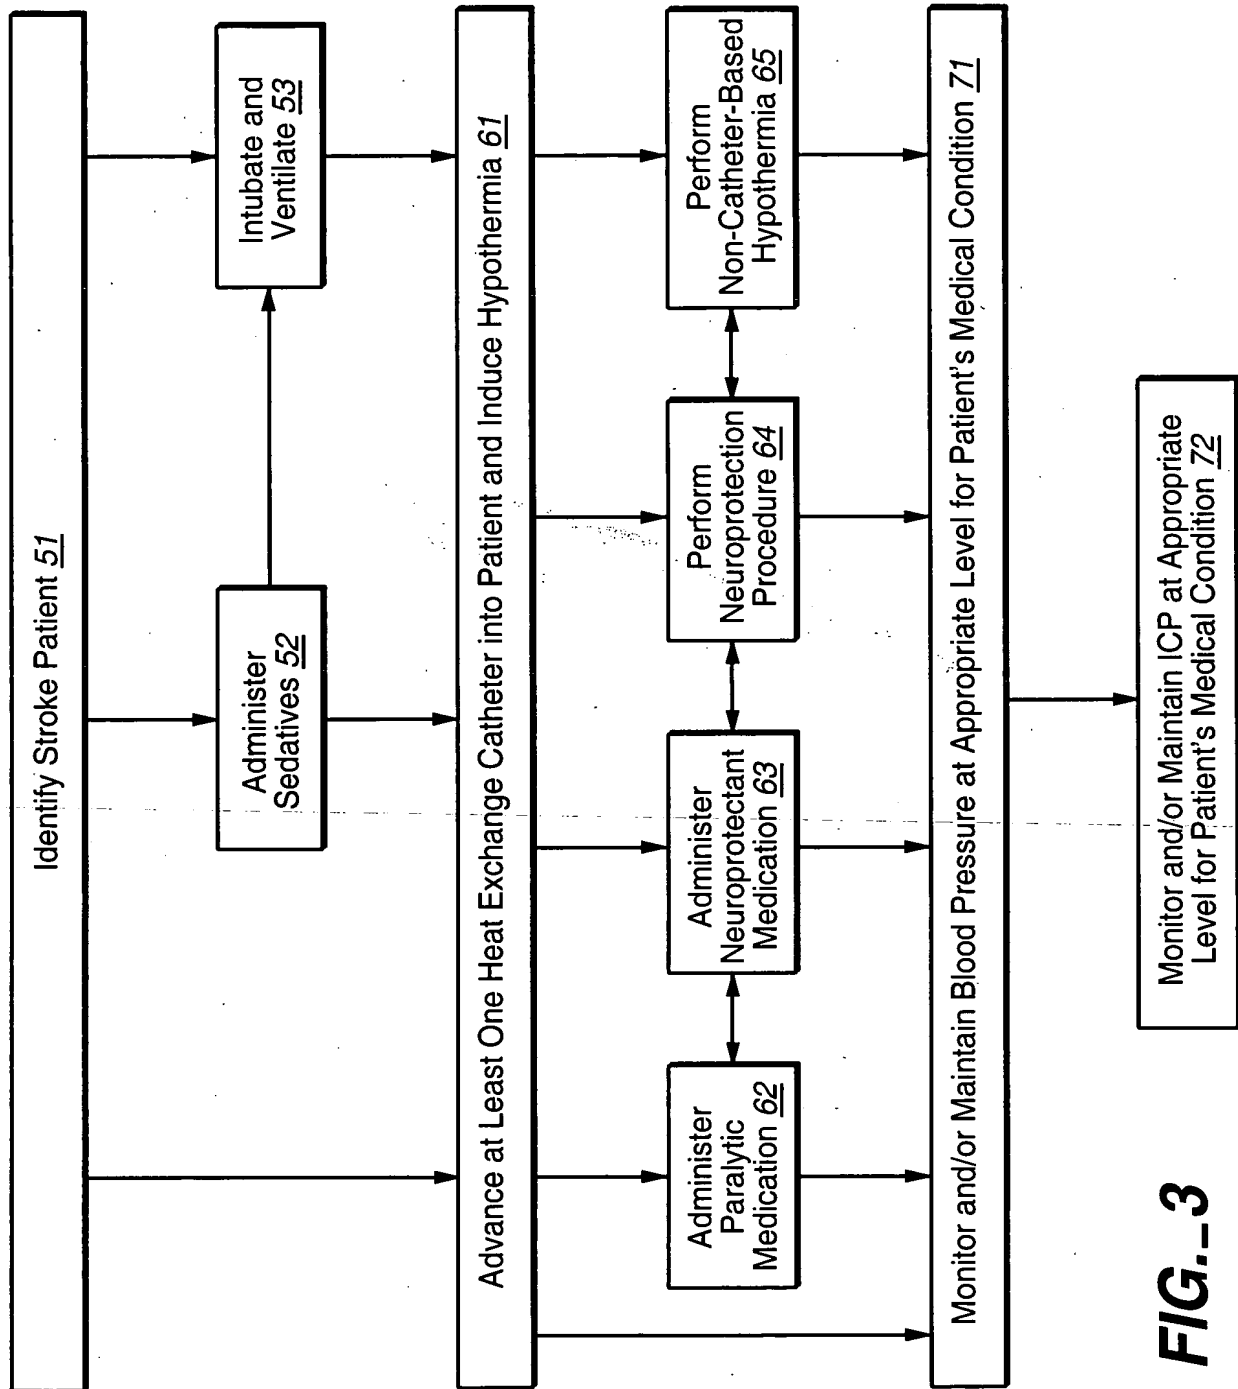 Identify Stroke Patient 51
Administer
Sedatives 52
Intubate and
Ventilate 53
Advance at Least One Heat Exchange Catheter into Patient and Induce Hypothermia 61
Administer
Paralytic
Medication 62
Administer
Neuroprotectant
Medication 63
Perform
Neuroprotection
Procedure 64
Perform
Non-Catheter-Based
Hypothermia 65
Monitor and/or Maintain Blood Pressure at Appropriate Level for Patient's Medical Condition 71
Monitor and/or Maintain ICP at Appropriate
Level for Patient's Medical Condition 72
FIG._3